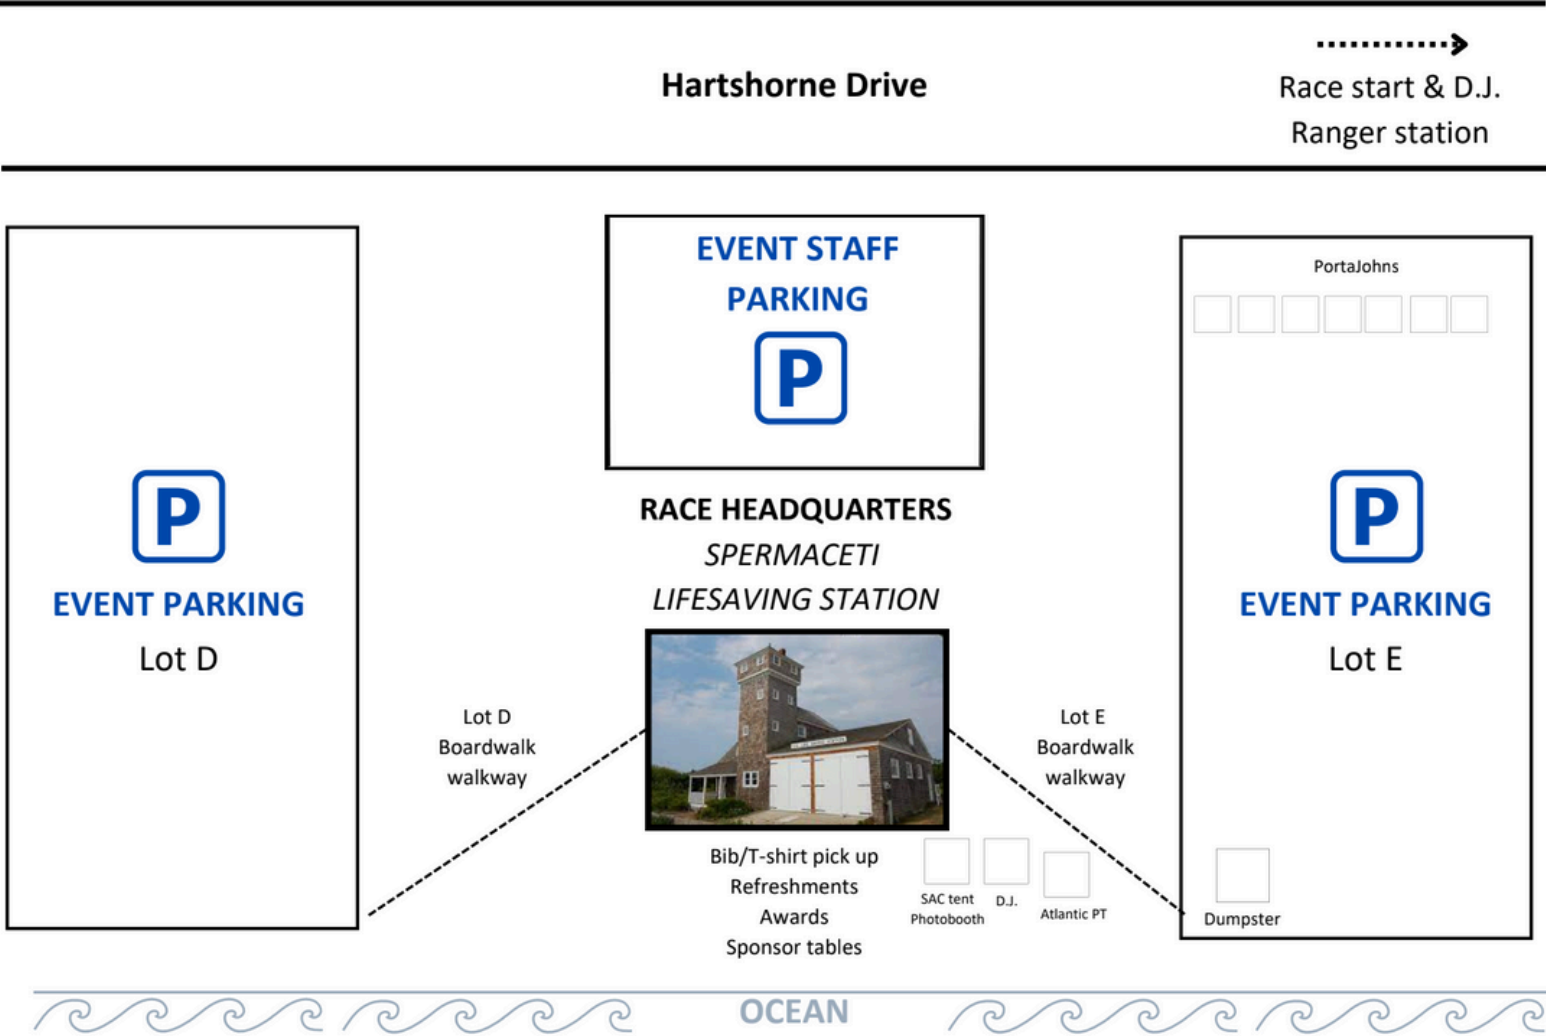 Hartshorne Drive
Race start & D.J.
Ranger station
EVENT STAFF
PARKING
P
PortaJohns
RACE HEADQUARTERS
SPERMACETI
LIFESAVING STATION
P
EVENT PARKING
Lot D
P
EVENT PARKING
Lot E
Lot D
Boardwalk
walkway
Lot E
Boardwalk
walkway
Bib/T-shirt pick up
Refreshments
Awards
Sponsor tables
SAC tent
Photobooth
D.J.
Atlantic PT
Dumpster
OCEAN